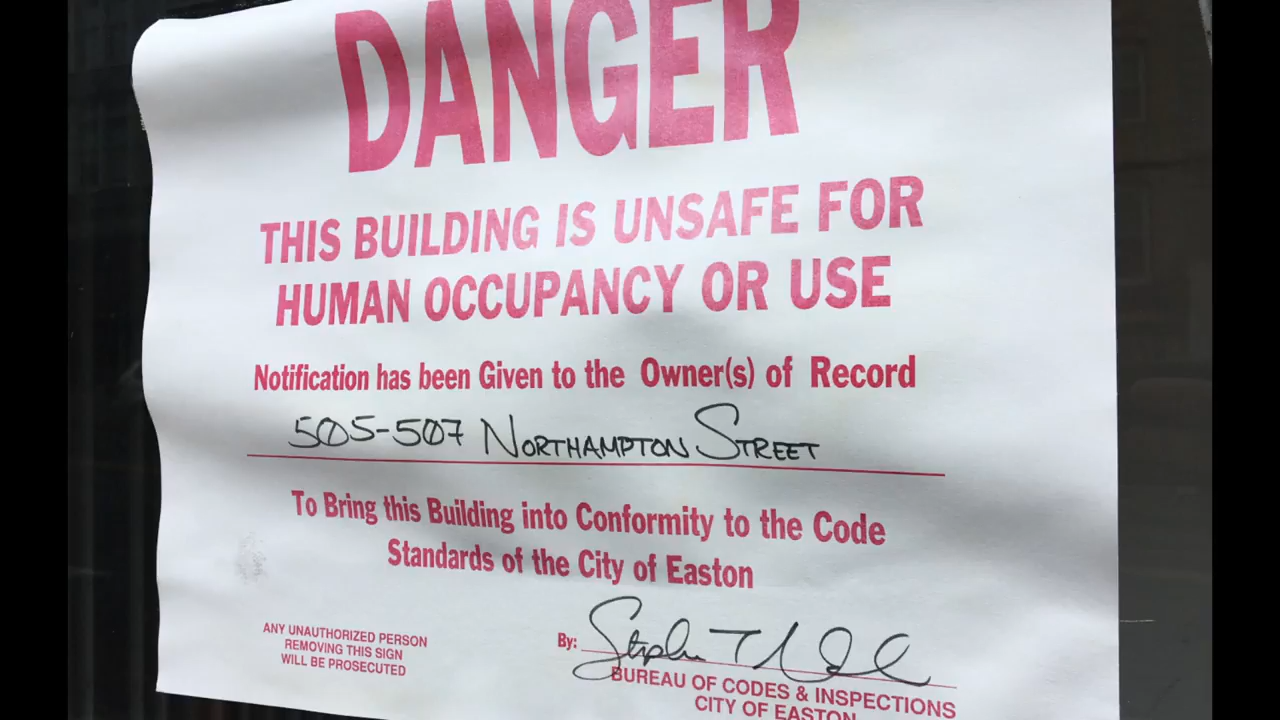 DANGER
THIS BUILDING IS UNSAFE FOR
HUMAN OCCUPANCY OR USE
Notification has been Given to the Owner(s) of Record
505-507 NORTHAMPTON STREET
To Bring this Building into Conformity to the Code
Standards of the City of Easton
ANY UNAUTHORIZED PERSON
REMOVING THIS SIGN
WILL BE PROSECUTED
By: Stephen
BUREAU OF CODES & INSPECTIONS
CITY OF EASTON